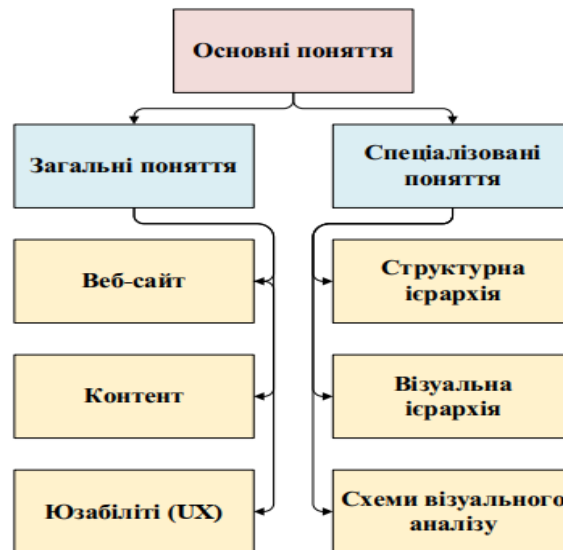 Основні поняття
Загальні поняття
Спеціалізовані
поняття
Веб-сайт
Структурна
ієрархія
Контент
Візуальна
ієрархія
Юзабіліті (UX)
Схеми візуального
аналізу